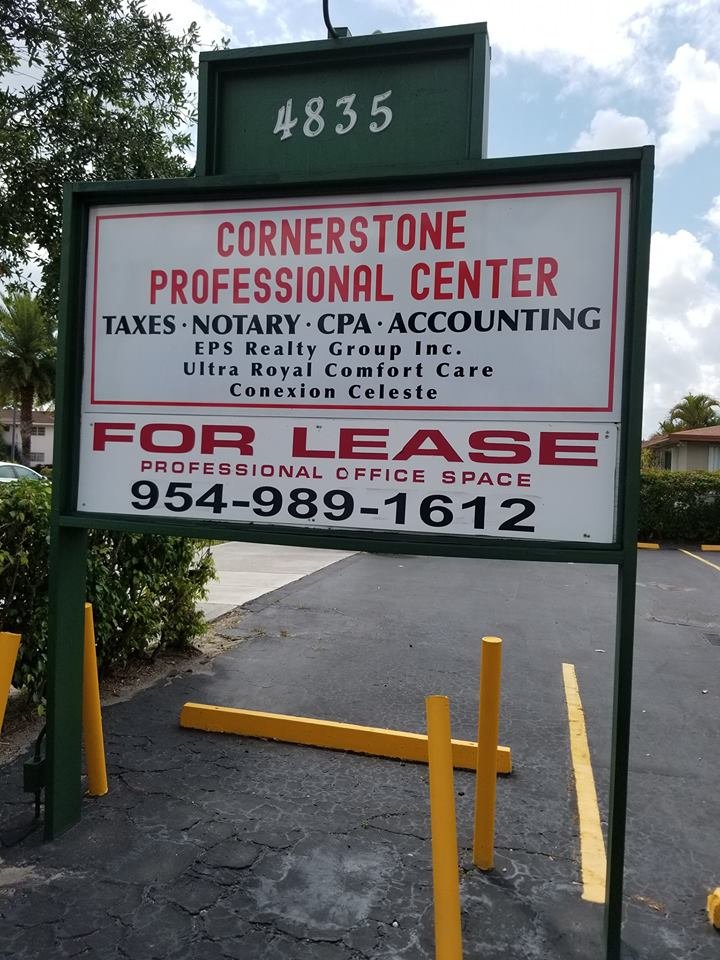 4835
CORNERSTONE
PROFESSIONAL CENTER
TAXES · NOTARY · CPA · ACCOUNTING
EPS Realty Group Inc.
Ultra Royal Comfort Care
Conexion Celeste
FOR LEASE
PROFESSIONAL OFFICE SPACE
954-989-1612